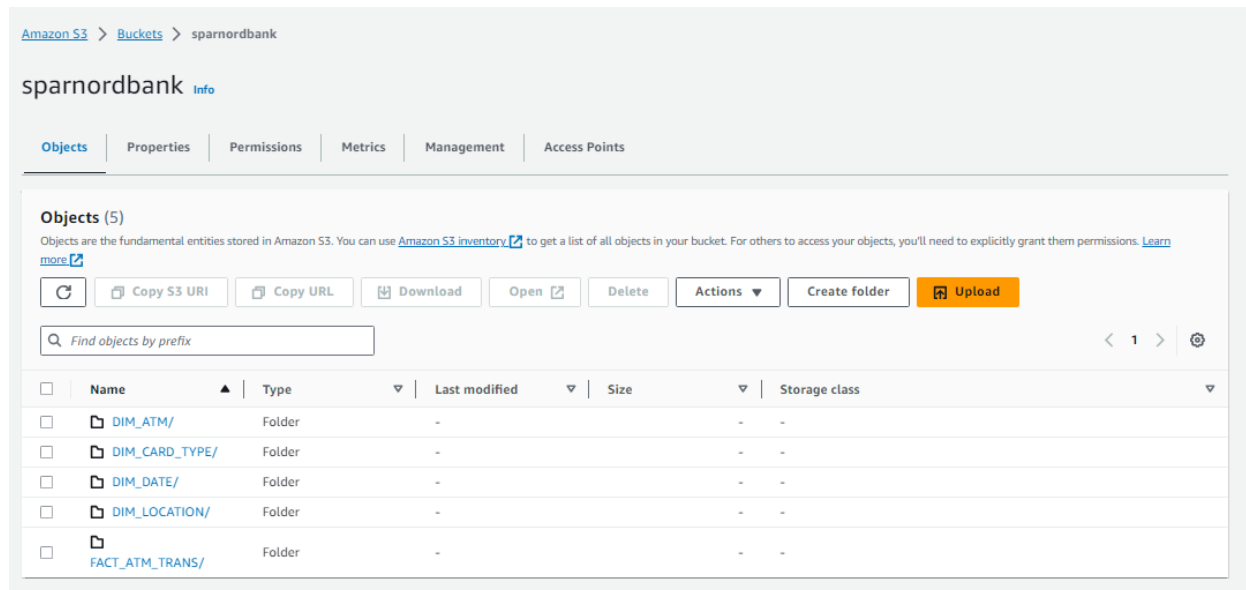 Amazon S3 > Buckets > sparnordbank
sparnordbank Info
Objects Properties Permissions Metrics Management Access Points
Objects (5)
Objects are the fundamental entities stored in Amazon S3. You can use Amazon S3 inventory to get a list of all objects in your bucket. For others to access your objects, you'll need to explicitly grant them permissions. Learn
more
Copy S3 URI Copy URL Download Open Delete Actions Create folder Upload
Find objects by prefix < 1 >
Name Type Last modified Size Storage class
DIM_ATM/ Folder - - -
DIM_CARD_TYPE/ Folder - - -
DIM_DATE/ Folder - - -
DIM_LOCATION/ Folder - - -
FACT_ATM_TRANS/ Folder - - -